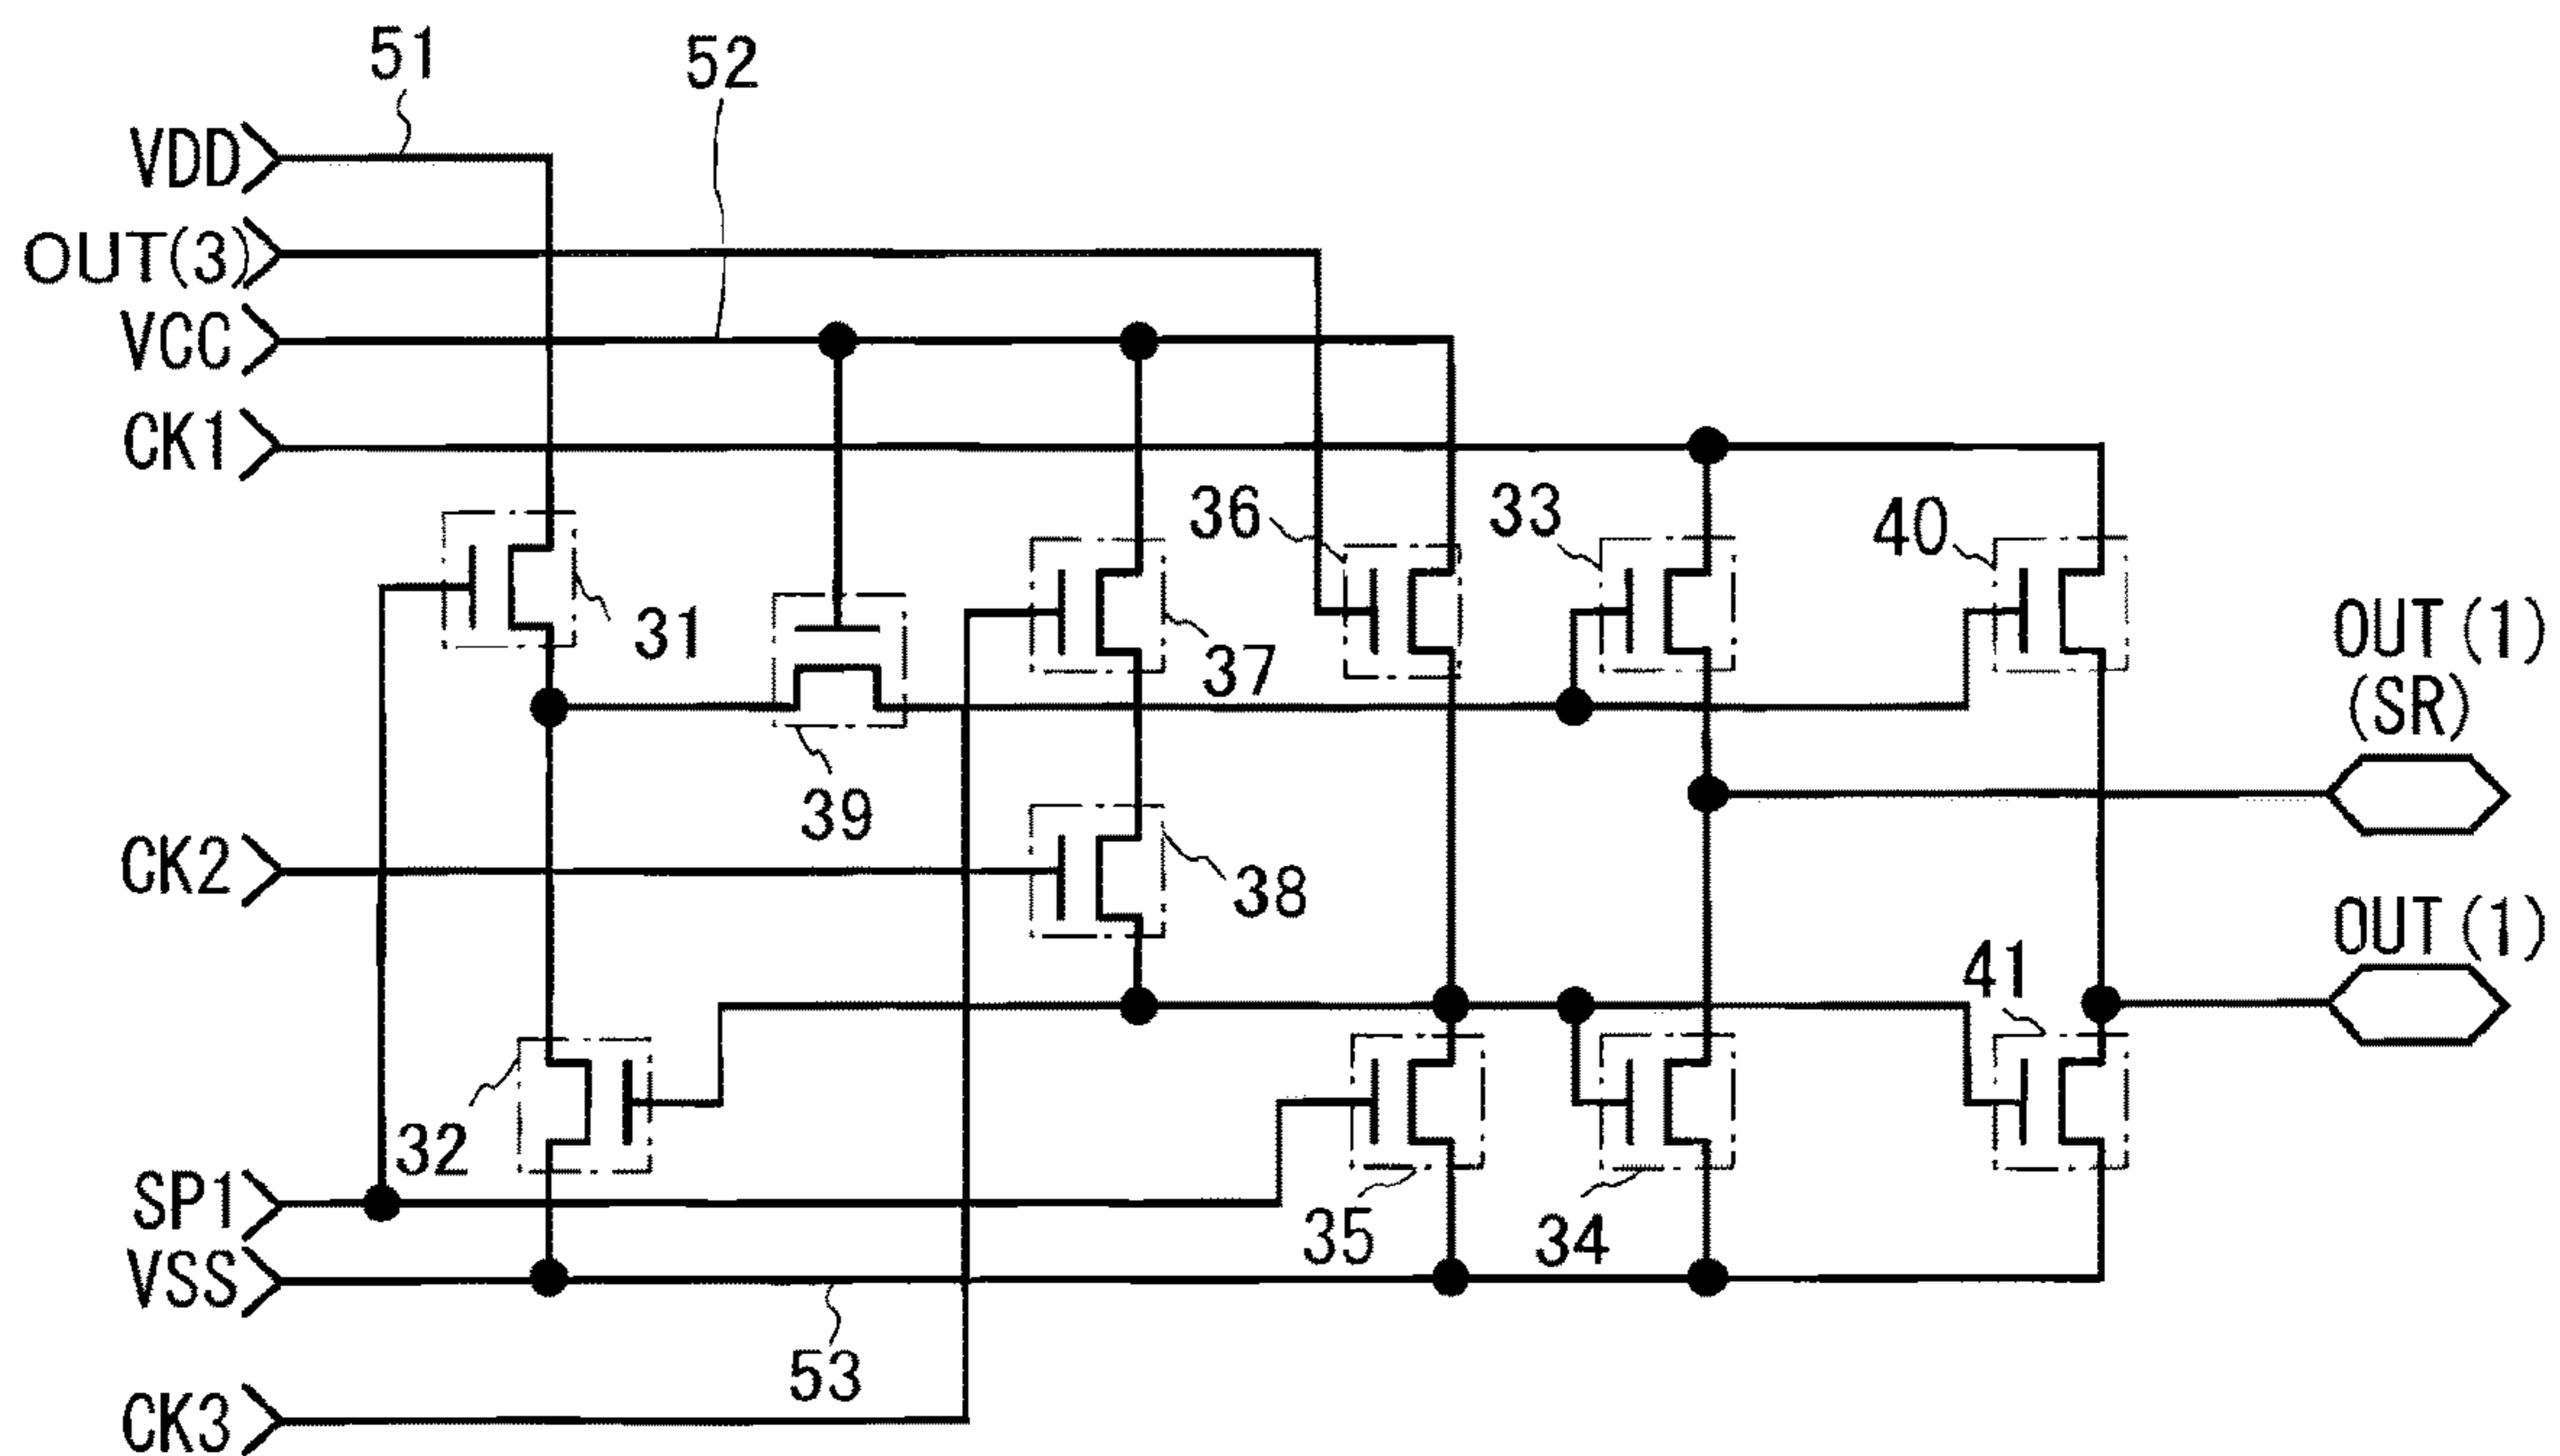 51
52
VDD
OUT(3)
VCC
CK1
36
33
40
31
37
OUT(1)
(SR)
39
CK2
38
OUT(1)
41
32
SP1
35
34
VSS
53
CK3